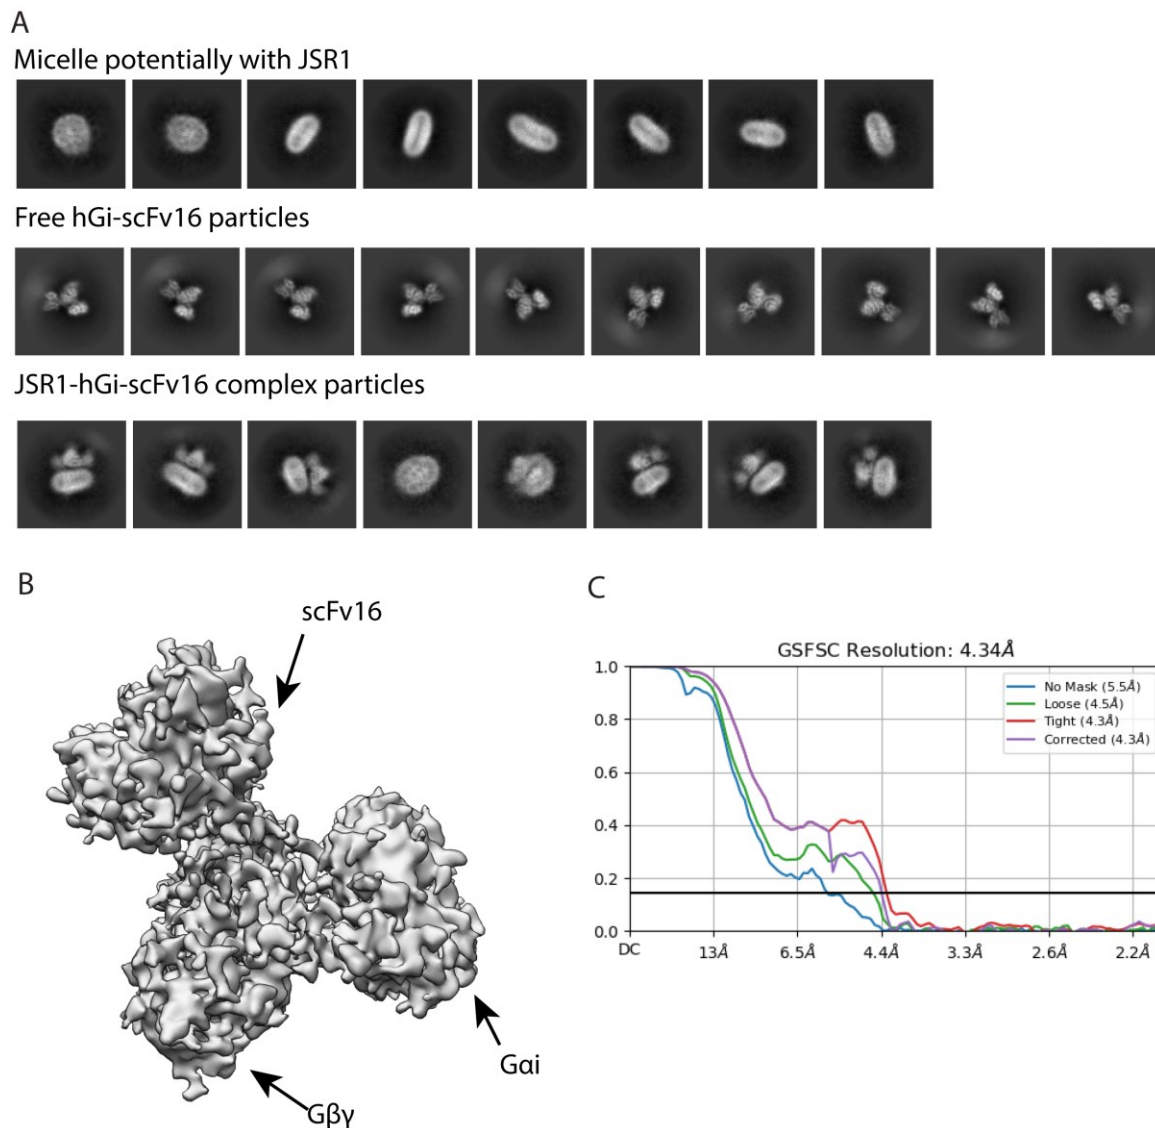 A
Micelle potentially with JSR1
Free hGi-scFv16 particles
JSR1-hGi-scFv16 complex particles
B
scFv16
Gαi
Gβγ
C
GSFSC Resolution: 4.34Å
1.0
0.8
0.6
0.4
0.2
0.0
No Mask (5.5Å)
Loose (4.5Å)
Tight (4.3Å)
Corrected (4.3Å)
DC 13Å 6.5Å 4.4Å 3.3Å 2.6Å 2.2Å